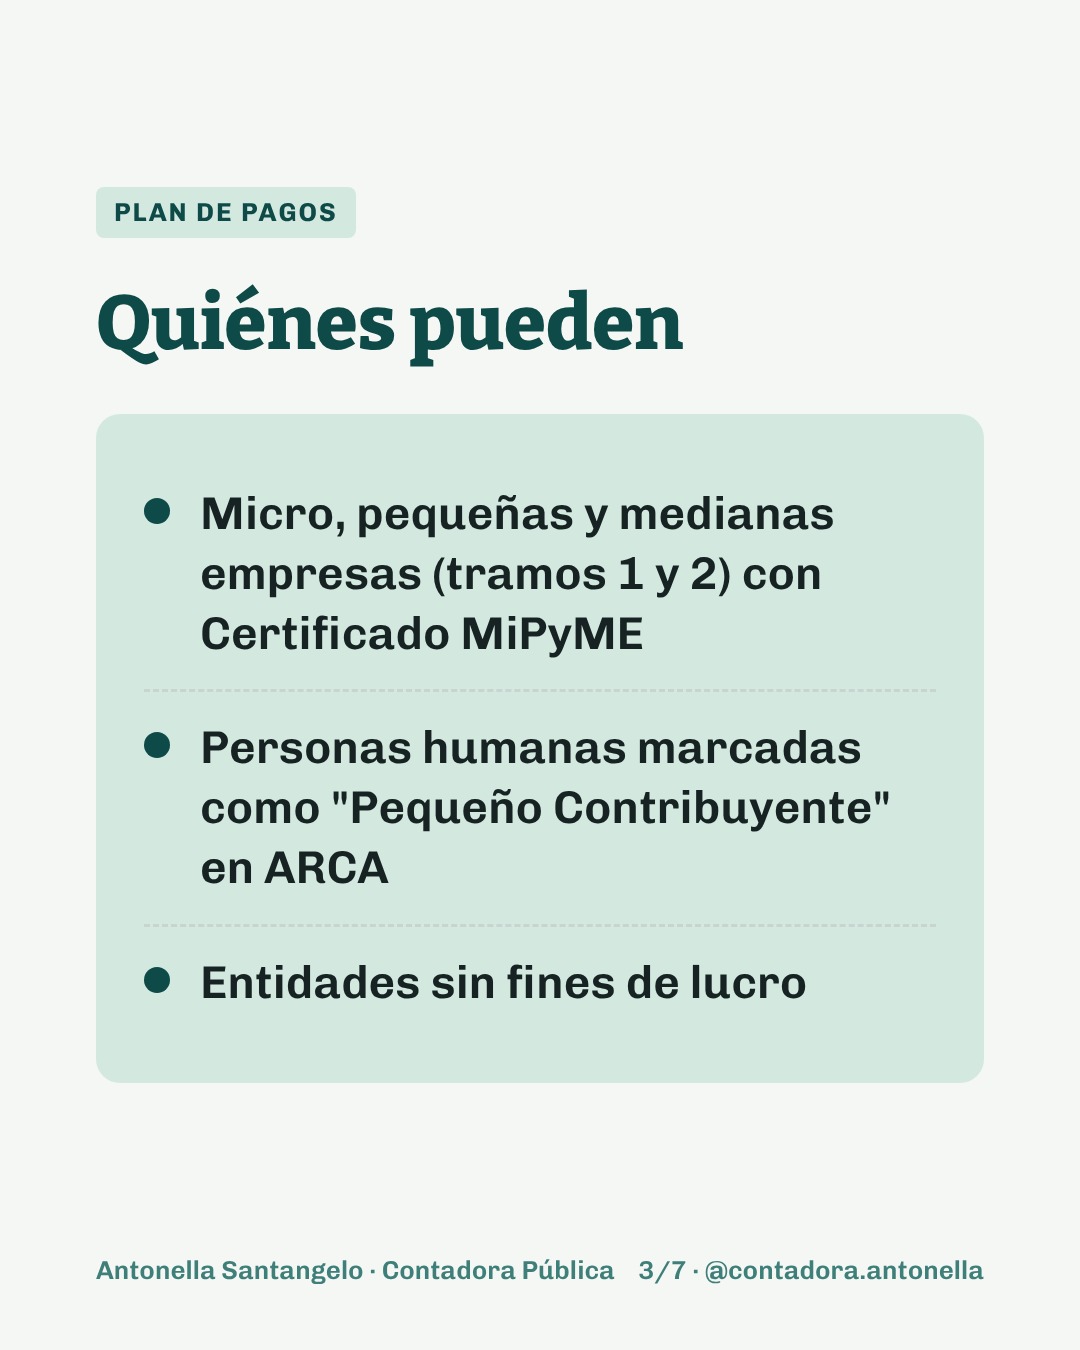 PLAN DE PAGOS
Quiénes pueden
Micro, pequeñas y medianas
empresas (tramos 1 y 2) con
Certificado MiPyME
Personas humanas marcadas
como "Pequeño Contribuyente"
en ARCA
Entidades sin fines de lucro
Antonella Santangelo · Contadora Pública 3/7 · @contadora.antonella